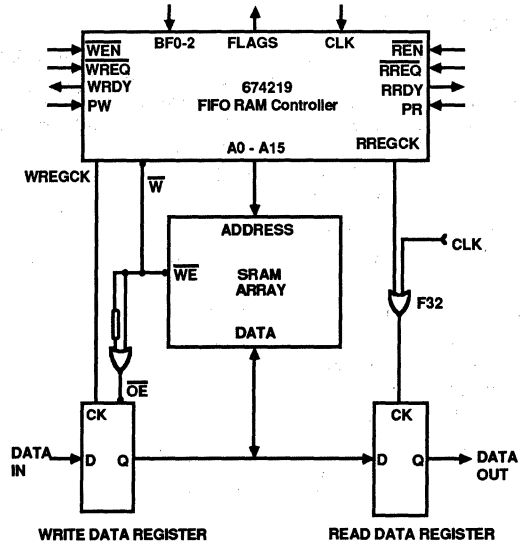 BF0-2 FLAGS CLK
WEN REN
WREQ RREQ
WRDY 674219 RRDY
PW FIFO RAM Controller PR
A0 - A15 RREGCK
WREGCK
W
ADDRESS
CLK
WE SRAM
ARRAY
F32
DATA
OE
CK CK
DATA
IN
D Q D Q
DATA
OUT
WRITE DATA REGISTER READ DATA REGISTER